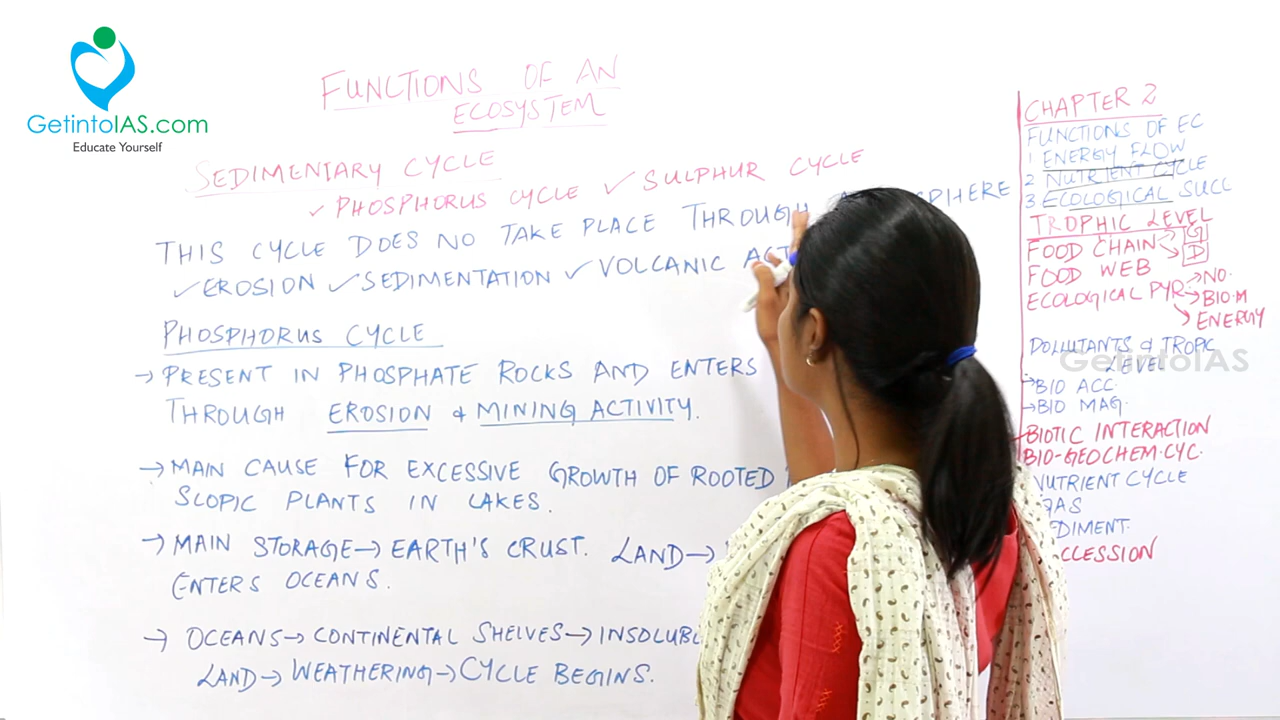 GetintoIAS.com
Educate Yourself
FUNCTIONS OF AN
ECOSYSTEM
SEDIMENTARY CYCLE
✓ PHOSPHORUS CYCLE ✓ SULPHUR CYCLE
THIS CYCLE DOES NO TAKE PLACE THROUGH
✓ EROSION ✓ SEDIMENTATION ✓ VOLCANIC
PHOSPHORUS CYCLE
→ PRESENT IN PHOSPHATE ROCKS AND ENTERS
THROUGH EROSION & MINING ACTIVITY.
→ MAIN CAUSE FOR EXCESSIVE GROWTH OF ROOTED
SLOPIC PLANTS IN LAKES.
→ MAIN STORAGE → EARTH'S CRUST. LAND →
ENTERS OCEANS.
→ OCEANS → CONTINENTAL SHELVES →
LAND → WEATHERING → CYCLE BEGINS.
CHAPTER 2
FUNCTIONS OF EC
1 ENERGY FLOW
2 NUTRIENT CYCLE
3 ECOLOGICAL SUCC
TROPHIC LEVEL
FOOD CHAIN → G
→ D
FOOD WEB
ECOLOGICAL PYR → NO.
→ BIO.M
→ ENERGY
POLLUTANTS & TROPIC
LEVEL
GetintoIAS
→ BIO ACC.
→ BIO MAG.
BIOTIC INTERACTION
BIO-GEOCHEM.CYC.
NUTRIENT CYCLE